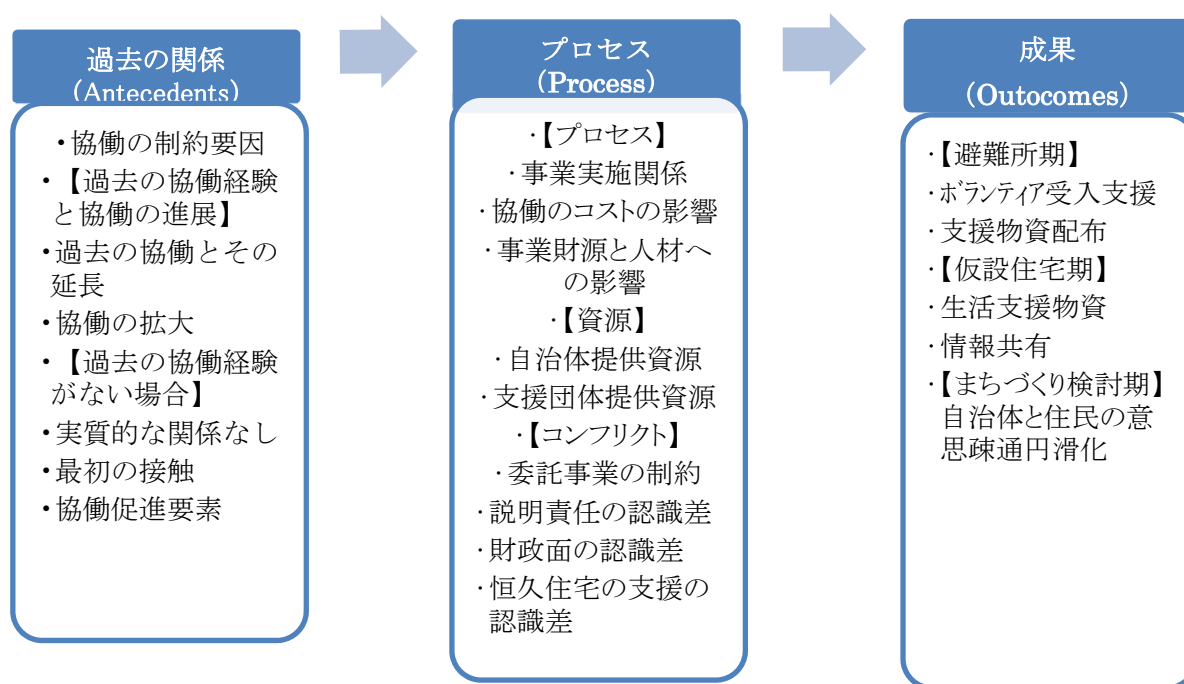 過去の関係
(Antecedents)
・協働の制約要因
・【過去の協働経験
と協働の進展】
・過去の協働とその
延長
・協働の拡大
・【過去の協働経験
がない場合】
・実質的な関係なし
・最初の接触
・協働促進要素
プロセス
(Process)
・【プロセス】
・事業実施関係
・協働のコストの影響
・事業財源と人材へ
の影響
・【資源】
・自治体提供資源
・支援団体提供資源
・【コンフリクト】
・委託事業の制約
・説明責任の認識差
・財政面の認識差
・恒久住宅の支援の
認識差
成果
(Outocomes)
・【避難所期】
・ボランティア受入支援
・支援物資配布
・【仮設住宅期】
・生活支援物資
・情報共有
・【まちづくり検討期】
自治体と住民の意
思疎通円滑化